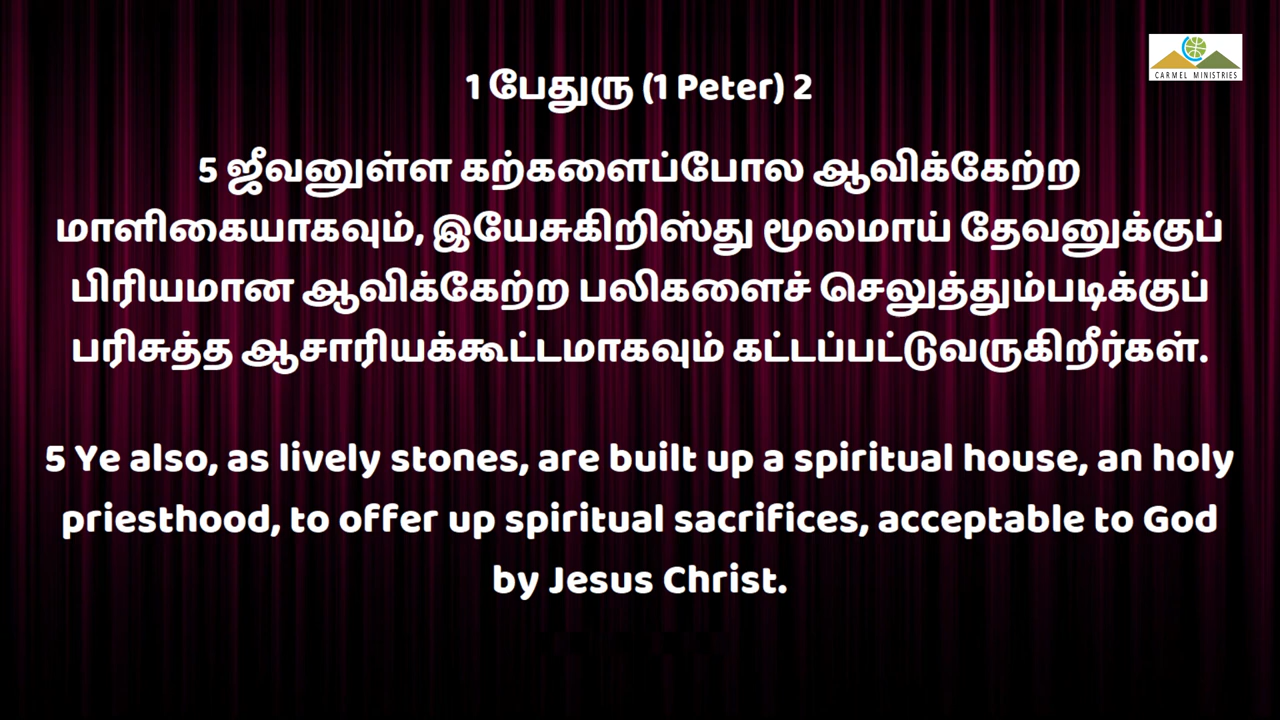 CARMEL MINISTRIES
1 பேதுரு (1 Peter) 2
5 ஜீவனுள்ள கற்களைப்போல ஆவிக்கேற்ற
மாளிகையாகவும், இயேசுகிறிஸ்து மூலமாய் தேவனுக்குப்
பிரியமான ஆவிக்கேற்ற பலிகளைச் செலுத்தும்படிக்குப்
பரிசுத்த ஆசாரியக்கூட்டமாகவும் கட்டப்பட்டுவருகிறீர்கள்.
5 Ye also, as lively stones, are built up a spiritual house, an holy
priesthood, to offer up spiritual sacrifices, acceptable to God
by Jesus Christ.